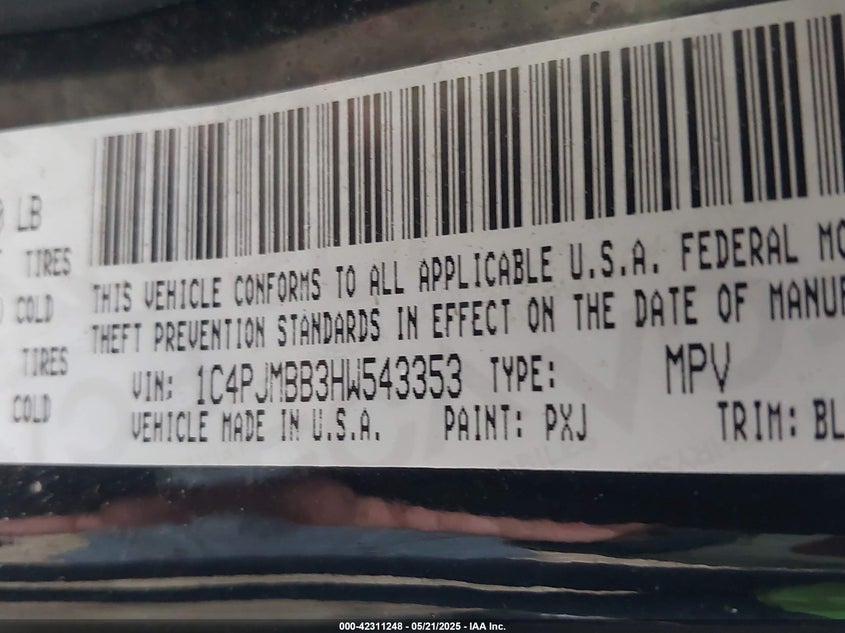 LB
TIRES
COLD
TIRES
COLD
THIS VEHICLE CONFORMS TO ALL APPLICABLE U.S.A. FEDERAL MO
THEFT PREVENTION STANDARDS IN EFFECT ON THE DATE OF MANUF
VIN: 1C4PJMBB3HW543353 TYPE: MPV
VEHICLE MADE IN U.S.A. PAINT: PXJ TRIM: BL
000-42311248 - 05/21/2025 - IAA Inc.